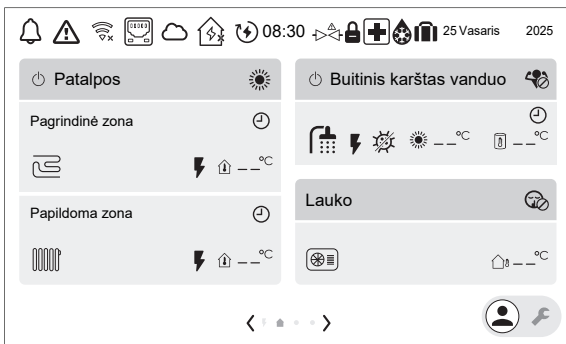 08:30 25 Vasaris 2025
Patalpos
Pagrindinė zona
_ _°C
Papildoma zona
_ _°C
Buitinis karštas vanduo
_ _°C _ _°C
Lauko
_ _°C